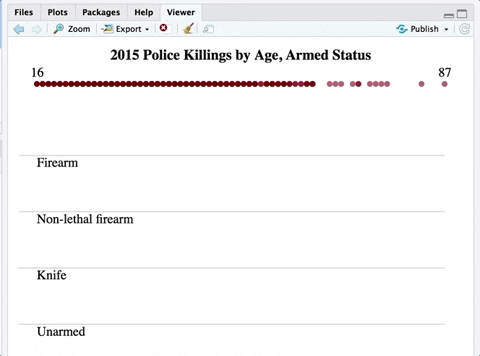 Files Plots Packages Help Viewer
Zoom Export Publish
2015 Police Killings by Age, Armed Status
16 87
Firearm
Non-lethal firearm
Knife
Unarmed